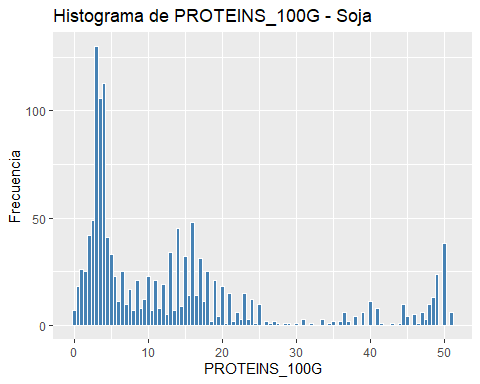 Histograma de PROTEINS_100G - Soja
Frecuencia
100
50
0
0 10 20 30 40 50
PROTEINS_100G